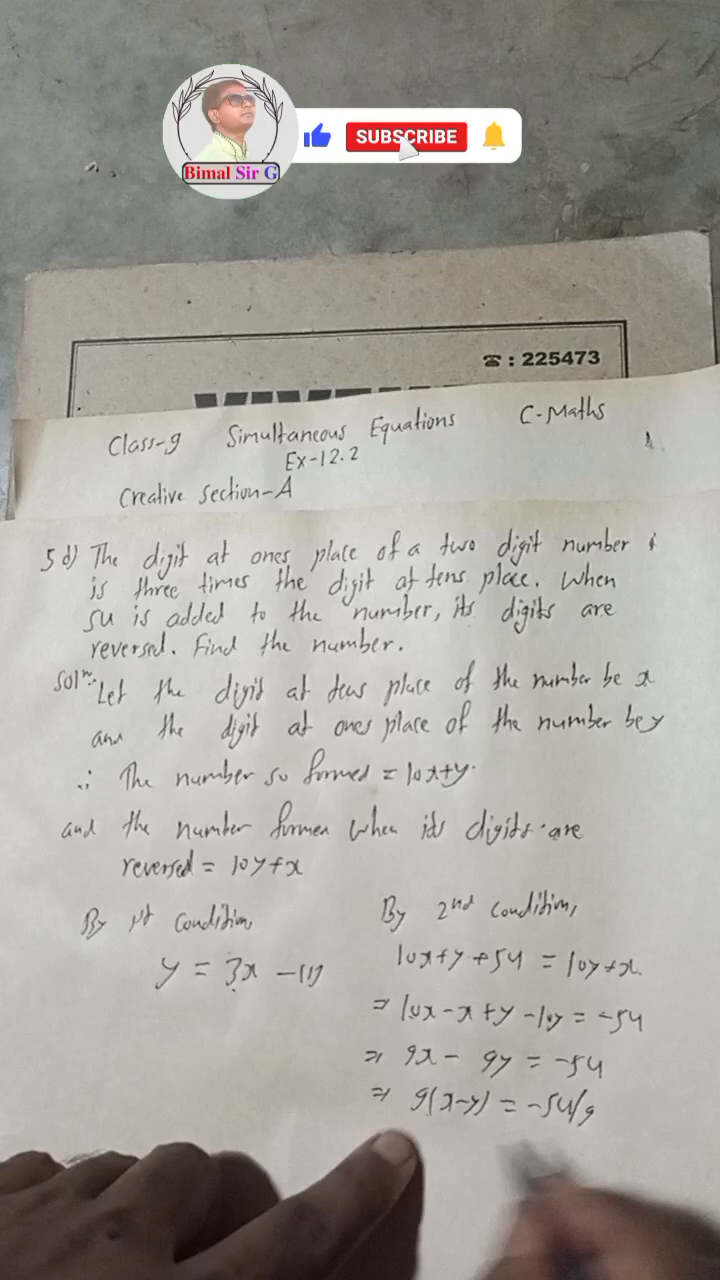 Bimal Sir G
SUBSCRIBE
☎ : 225473
Class-9 Simultaneous Equations C-Maths
Ex-12.2
Creative Section-A
5 d) The digit at ones place of a two digit number
is three times the digit at tens place. When
54 is added to the number, its digits are
reversed. Find the number.
Solⁿ: Let the digit at tens place of the number be x
and the digit at ones place of the number be y
∴ The number so formed = 10x+y.
and the number formed when its digits are
reversed = 10y+x
By 1st condition,
y = 3x -(1)
By 2nd condition,
10x+y+54 = 10y+x.
⇒ 10x-x+y-10y = -54
⇒ 9x- 9y = -54
⇒ 9(x-y) = -54/9